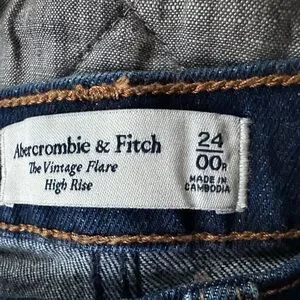 Abercrombie & Fitch
The Vintage Flare
High Rise
24
00R
MADE IN
CAMBODIA